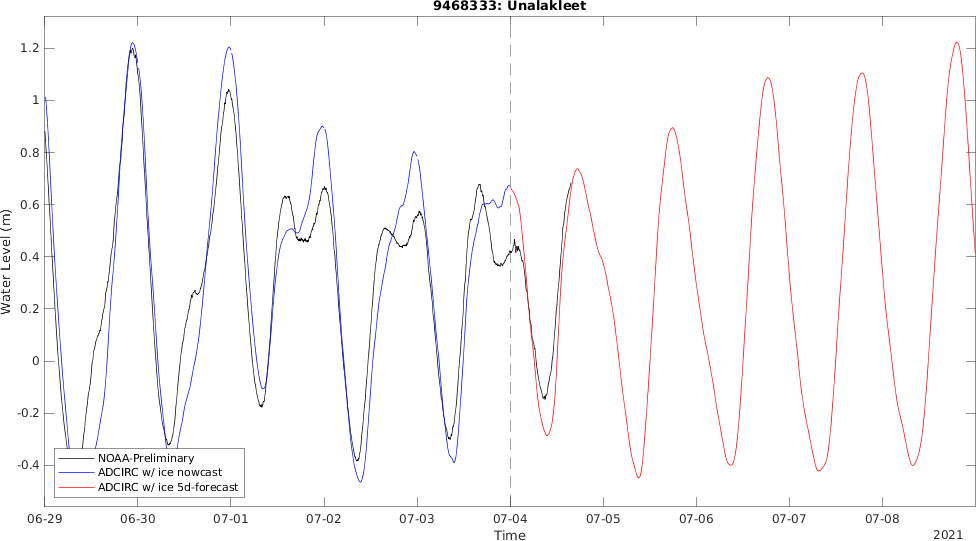 9468333: Unalakleet
Water Level (m)
1.2
1
0.8
0.6
0.4
0.2
0
-0.2
-0.4
NOAA-Preliminary
ADCIRC w/ ice nowcast
ADCIRC w/ ice 5d-forecast
06-29 06-30 07-01 07-02 07-03 07-04 07-05 07-06 07-07 07-08
Time
2021